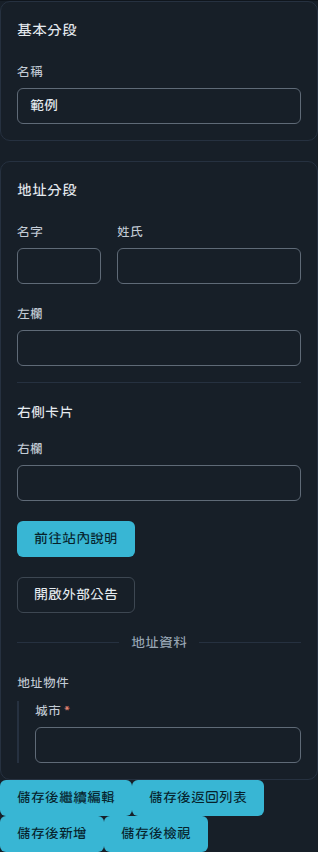 基本分段
名稱
範例
地址分段
名字 姓氏
左欄
右側卡片
右欄
前往站內說明
開啟外部公告
地址資料
地址物件
城市 *
儲存後繼續編輯 儲存後返回列表
儲存後新增 儲存後檢視